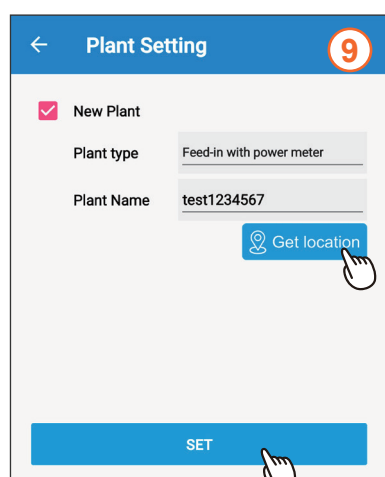 Plant Setting
9
New Plant
Plant type Feed-in with power meter
Plant Name test1234567
Get location
SET